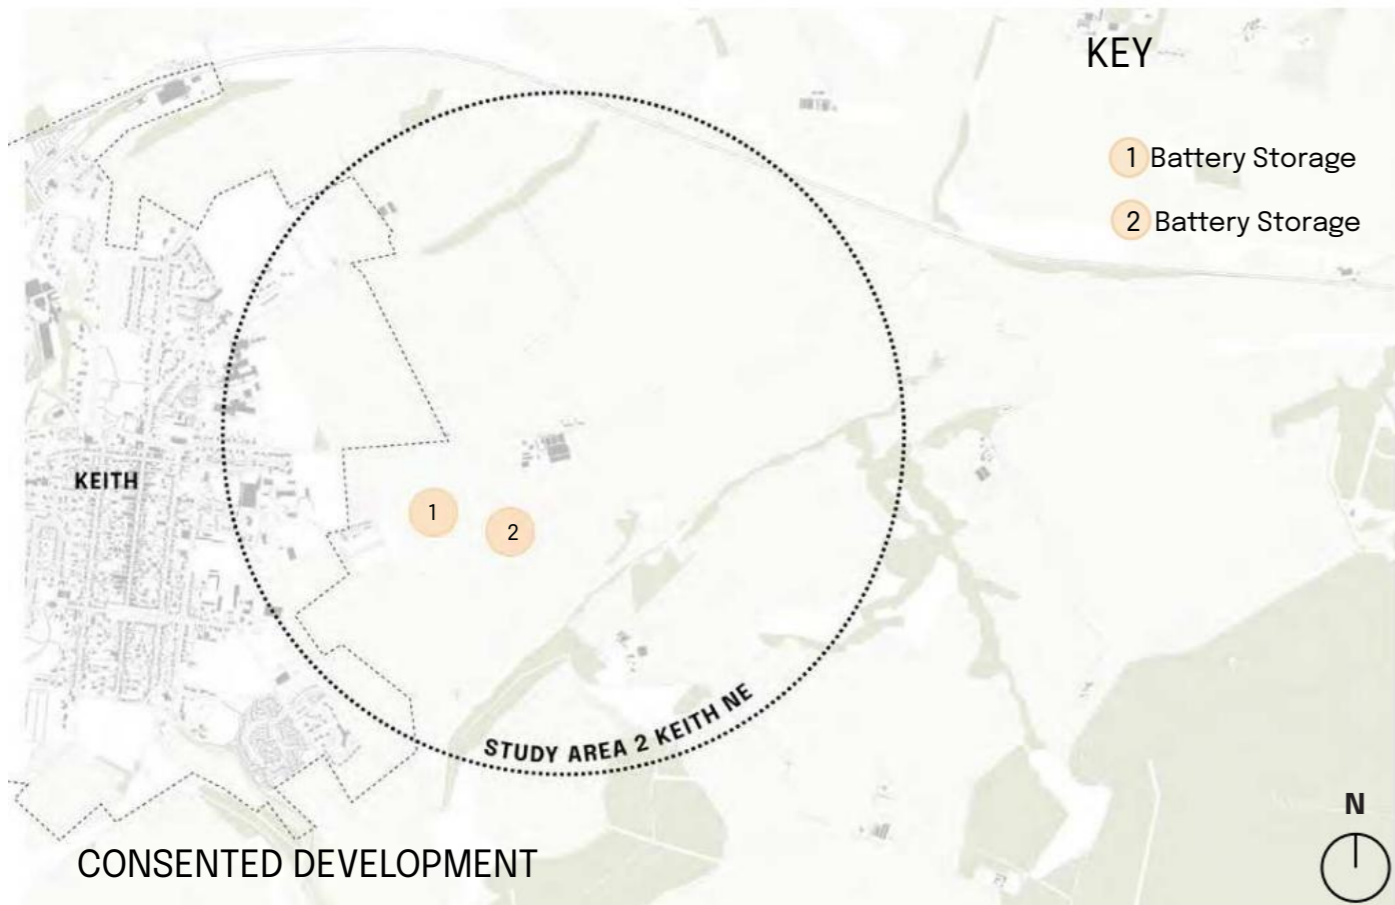 KEY
1 Battery Storage
2 Battery Storage
KEITH
1
2
STUDY AREA 2 KEITH NE
N
CONSENTED DEVELOPMENT